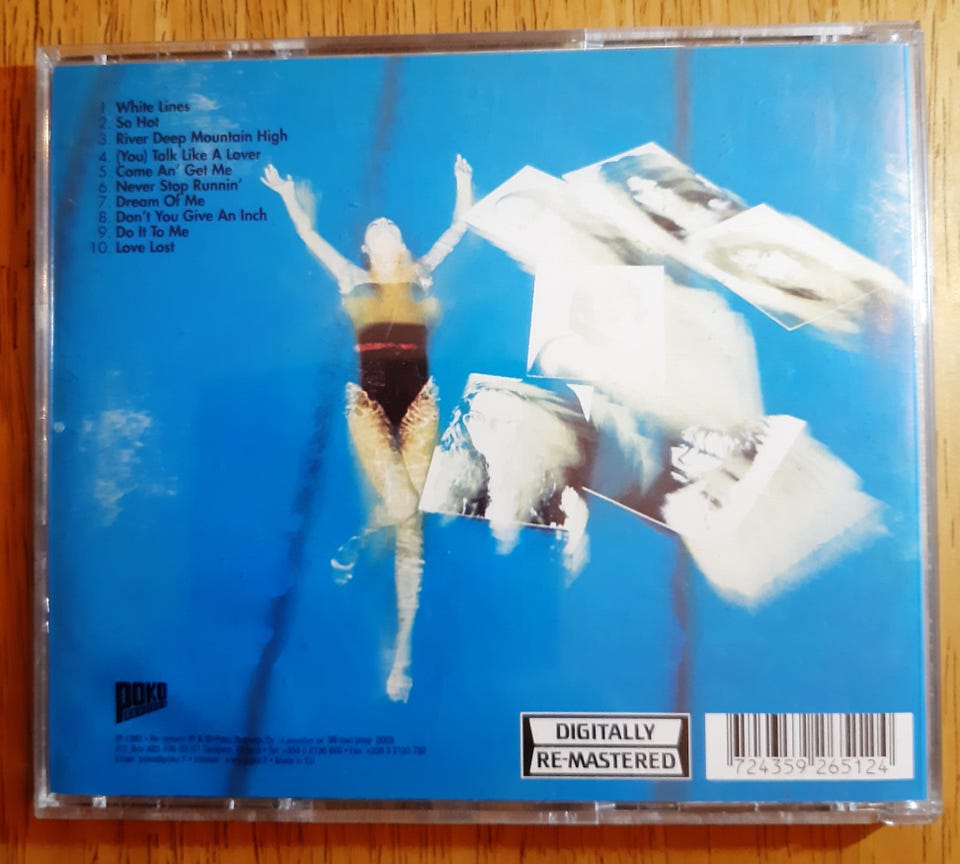 1. White Lines
2. So Hot
3. River Deep Mountain High
4. (You) Talk Like A Lover
5. Come An' Get Me
6. Never Stop Runnin'
7. Dream Of Me
8. Don't You Give An Inch
9. Do It To Me
10. Love Lost
POKO
DIGITALLY
RE-MASTERED
724359 265124